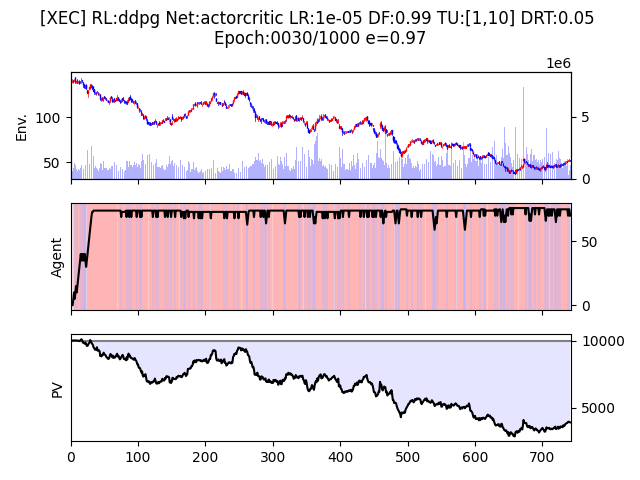 [XEC] RL:ddpg Net:actorcritic LR:1e-05 DF:0.99 TU:[1,10] DRT:0.05
Epoch:0030/1000 e=0.97
1e6
Env.
100
50
5
0
Agent
50
0
PV
10000
5000
0 100 200 300 400 500 600 700